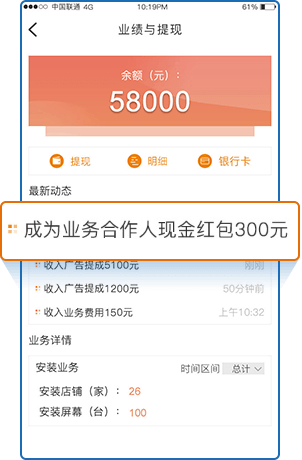 中国联通 4G 10:19PM 61%
业绩与提现
余额（元）：
58000
提现 明细 银行卡
最新动态
成为业务合作人现金红包300元
收入广告提成5100元 刚刚
收入广告提成1200元 50分钟前
收入业务费用150元 上午10:32
业务详情
安装业务 时间区间 总计
安装店铺（家）： 26
安装屏幕（台）： 100